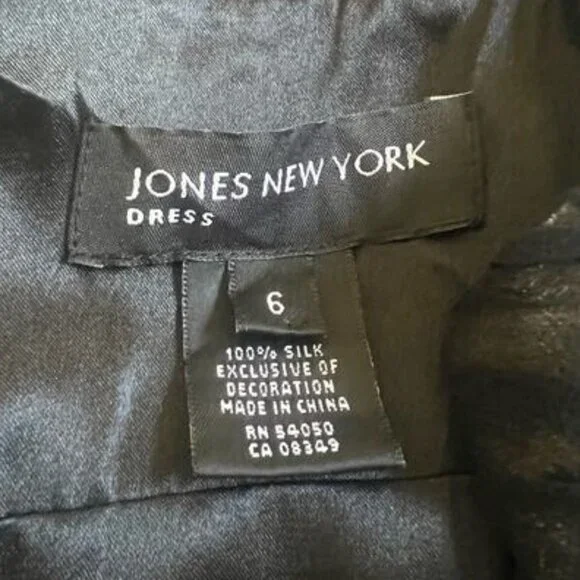 JONES NEW YORK
DRESS
6
100% SILK
EXCLUSIVE OF
DECORATION
MADE IN CHINA
RN 54050
CA 08349